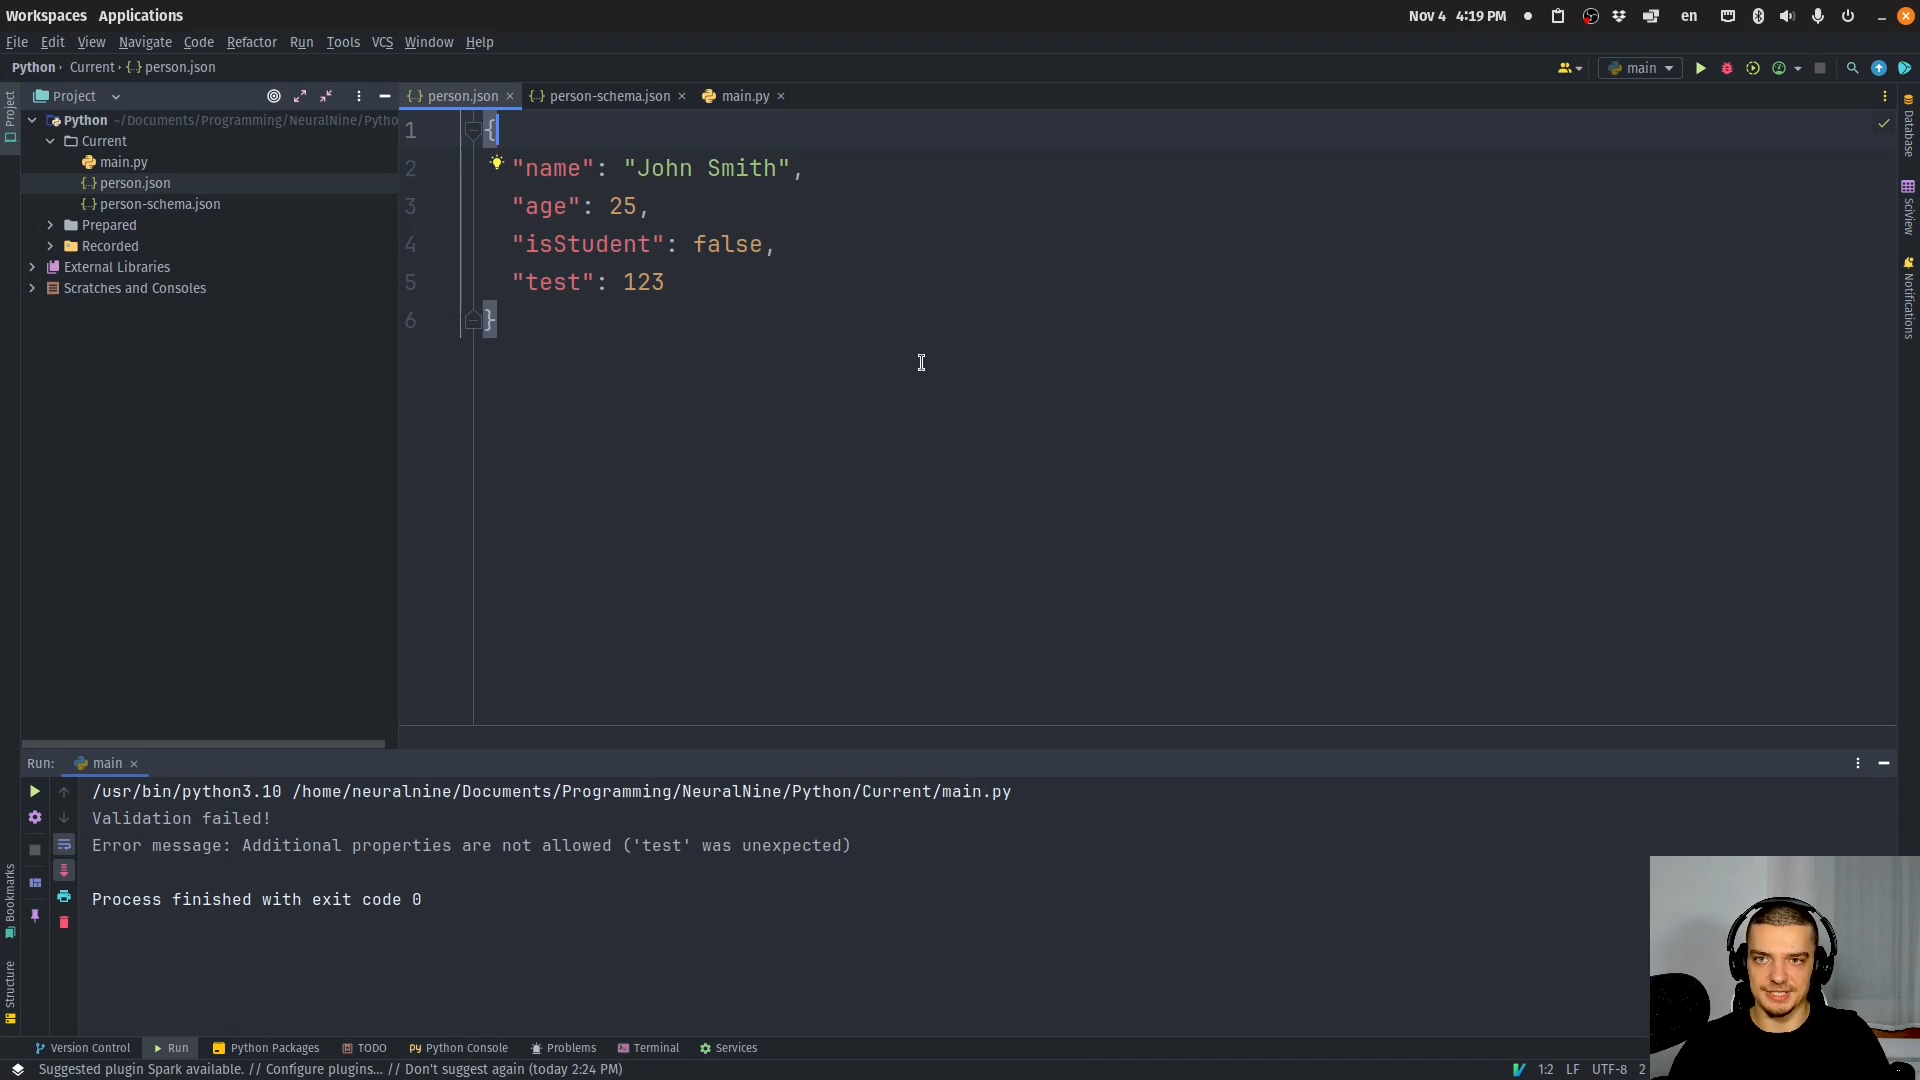 Workspaces Applications
Nov 4 4:19 PM
en
File Edit View Navigate Code Refactor Run Tools VCS Window Help
Python Current person.json
main
Project
person.json person-schema.json main.py
Python ~/Documents/Programming/NeuralNine/Pytho
Current
main.py
person.json
person-schema.json
Prepared
Recorded
External Libraries
Scratches and Consoles
1 {
2 "name": "John Smith",
3 "age": 25,
4 "isStudent": false,
5 "test": 123
6 }
Project
Bookmarks
Structure
Database
SciView
Notifications
Run: main
/usr/bin/python3.10 /home/neuralnine/Documents/Programming/NeuralNine/Python/Current/main.py
Validation failed!
Error message: Additional properties are not allowed ('test' was unexpected)
Process finished with exit code 0
Version Control Run Python Packages TODO Python Console Problems Terminal Services
Suggested plugin Spark available. // Configure plugins... // Don't suggest again (today 2:24 PM)
1:2 LF UTF-8 2